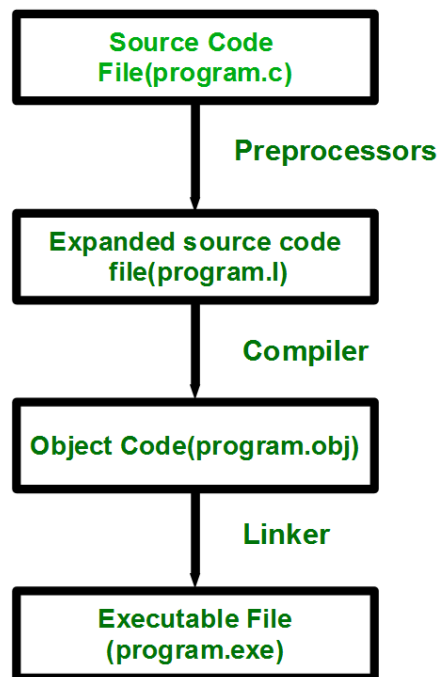 Source Code
File(program.c)
Preprocessors
Expanded source code
file(program.l)
Compiler
Object Code(program.obj)
Linker
Executable File
(program.exe)